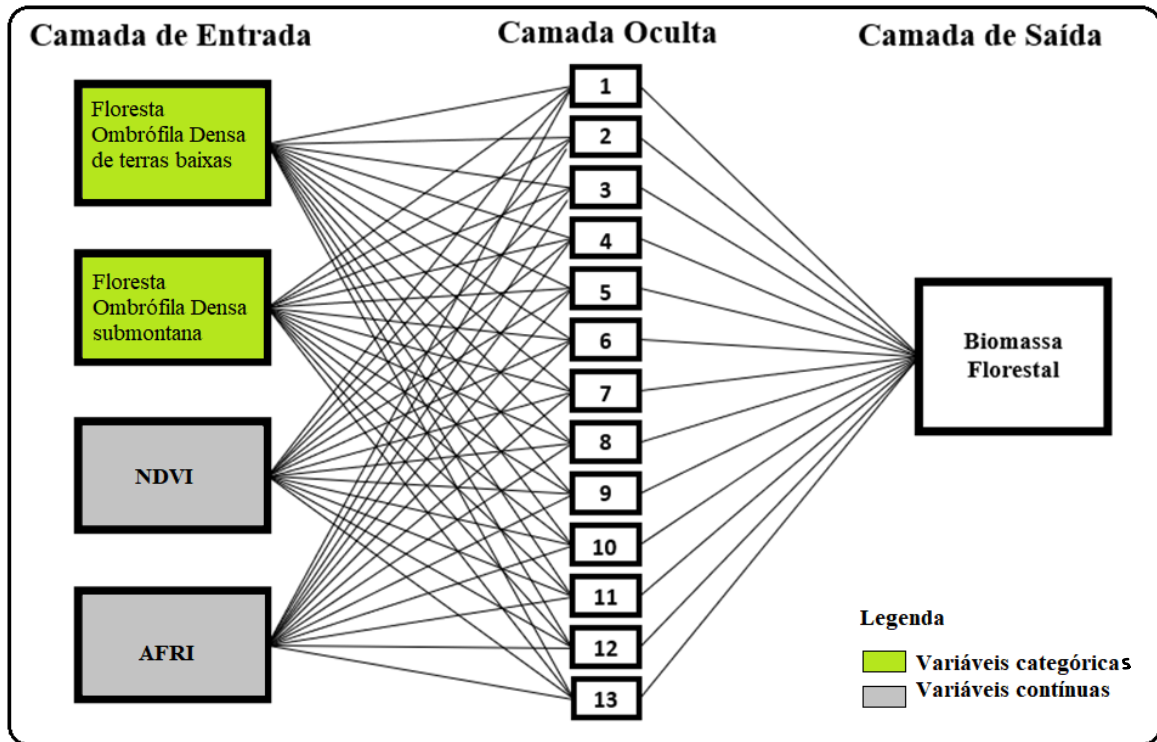 Camada de Entrada
Camada Oculta
Camada de Saída
Floresta
Ombrófila Densa
de terras baixas
Floresta
Ombrófila Densa
submontana
NDVI
AFRI
1
2
3
4
5
6
7
8
9
10
11
12
13
Biomassa
Florestal
Legenda
Variáveis categóricas
Variáveis contínuas